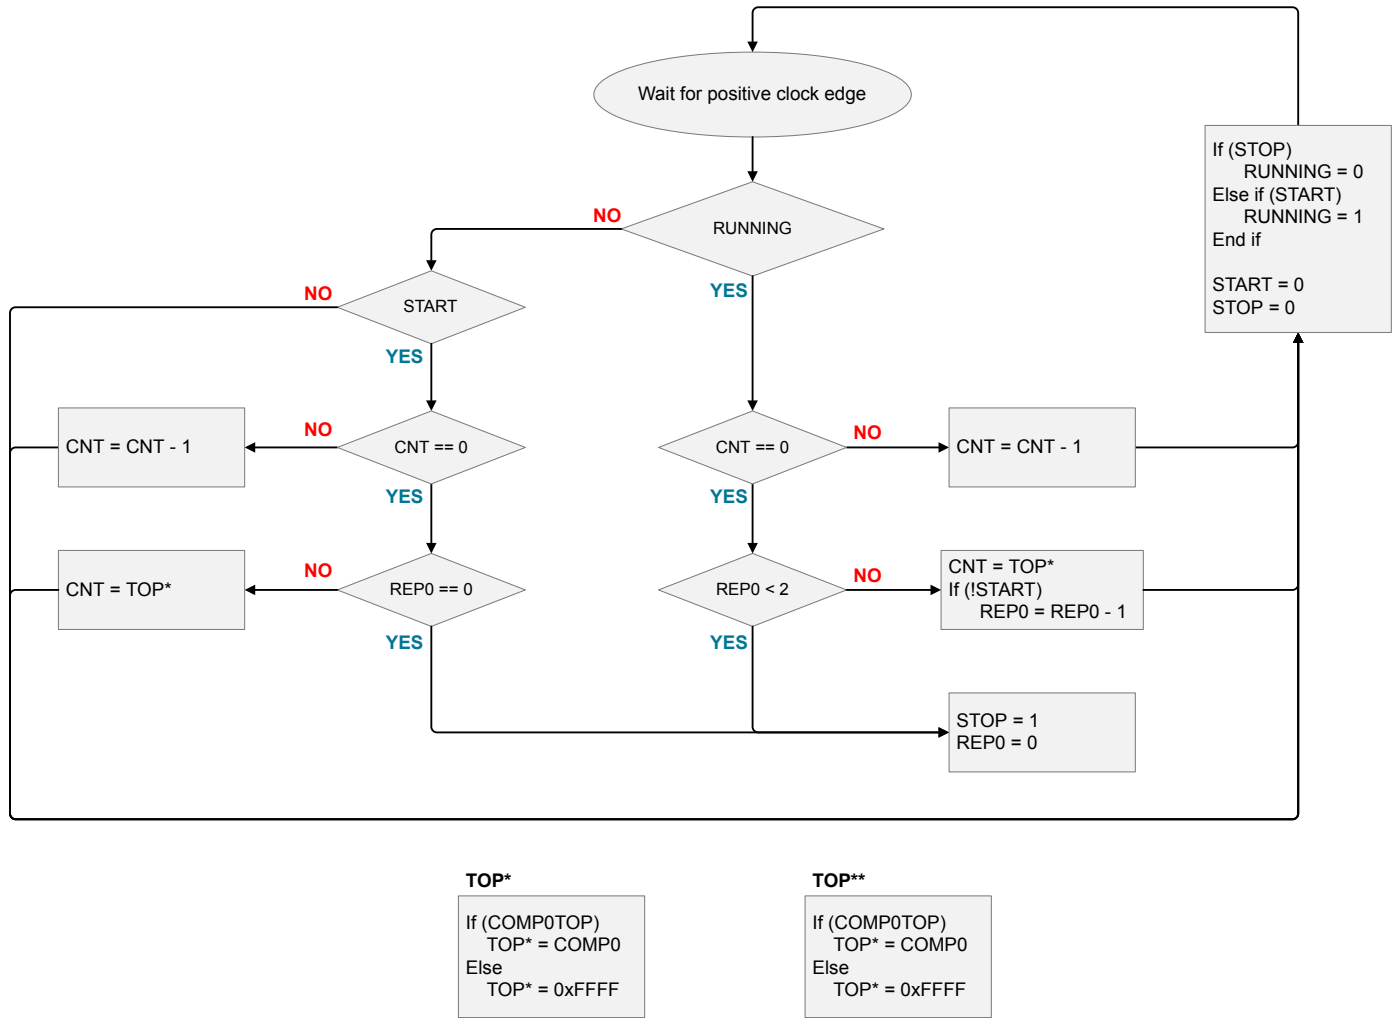 Wait for positive clock edge
If (STOP)
RUNNING = 0
Else if (START)
RUNNING = 1
End if
START = 0
STOP = 0
NO
RUNNING
YES
NO
START
YES
CNT = CNT - 1
NO
CNT == 0
YES
CNT == 0
NO
CNT = CNT - 1
YES
CNT = TOP*
NO
REP0 == 0
YES
REP0 < 2
NO
YES
CNT = TOP*
If (!START)
REP0 = REP0 - 1
STOP = 1
REP0 = 0
TOP*
If (COMP0TOP)
TOP* = COMP0
Else
TOP* = 0xFFFF
TOP**
If (COMP0TOP)
TOP* = COMP0
Else
TOP* = 0xFFFF